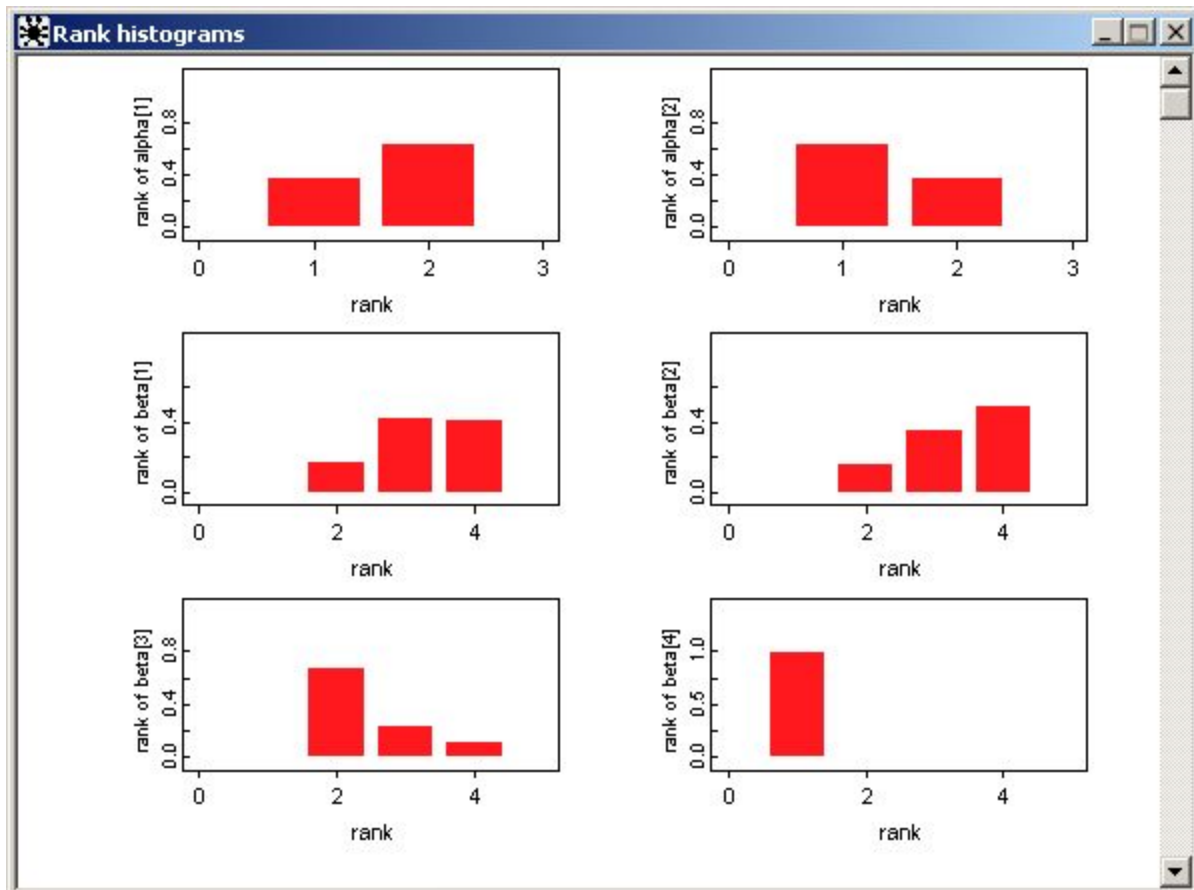 Rank histograms
rank of alpha[1]
0.0 0.4 0.8
0 1 2 3
rank
rank of alpha[2]
0.0 0.4 0.8
0 1 2 3
rank
rank of beta[1]
0.0 0.4
0 2 4
rank
rank of beta[2]
0.0 0.4
0 2 4
rank
rank of beta[3]
0.0 0.4 0.8
0 2 4
rank
rank of beta[4]
0.0 0.5 1.0
0 2 4
rank